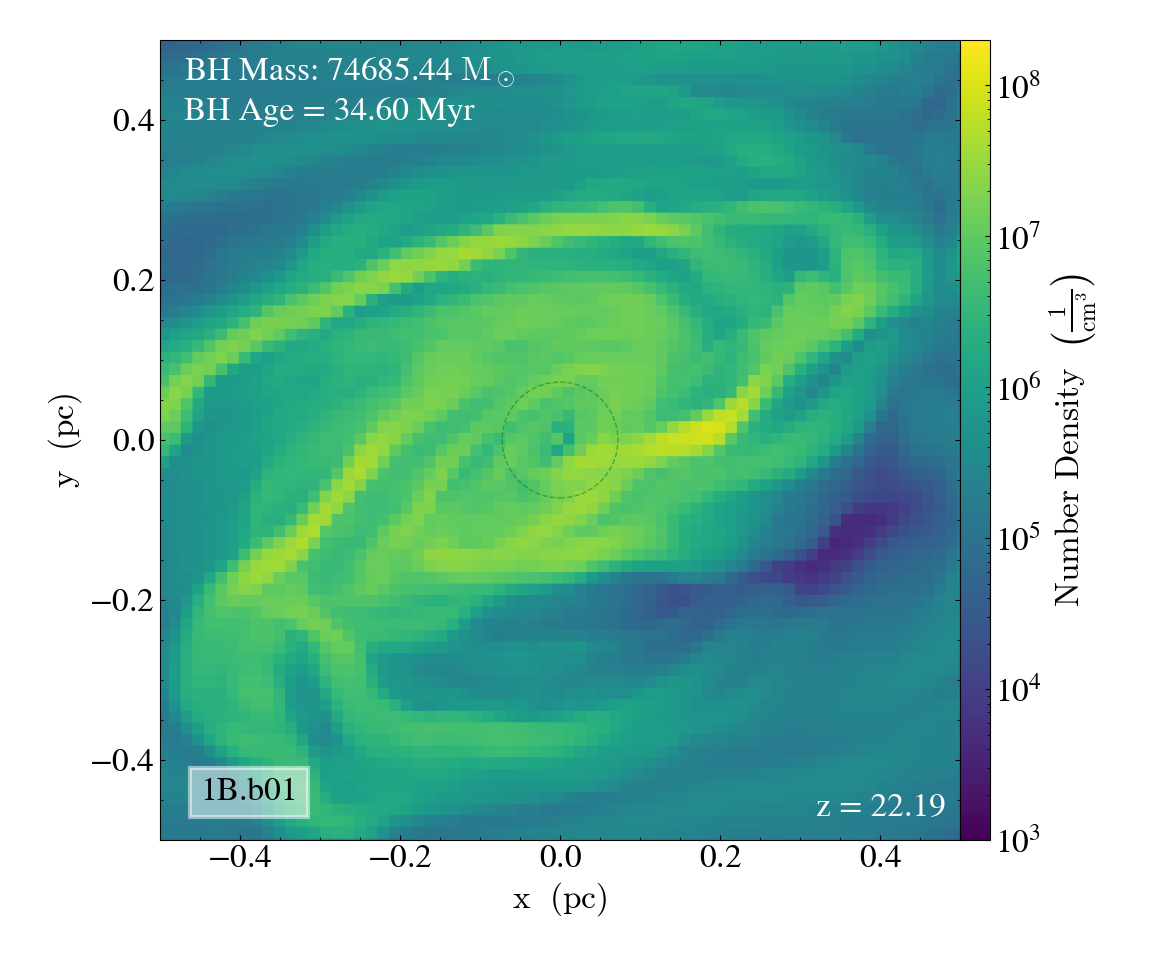 BH Mass: 74685.44 M⊙
BH Age = 34.60 Myr
0.4
0.2
0.0
−0.2
−0.4
y (pc)
1B.b01
z = 22.19
−0.4 −0.2 0.0 0.2 0.4
x (pc)
10⁸
10⁷
10⁶
10⁵
10⁴
10³
Number Density (1/cm³)